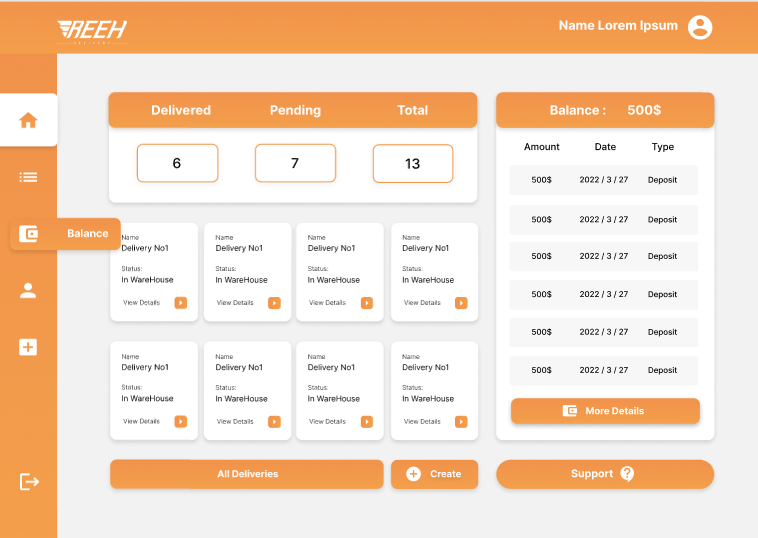 REEH
Name Lorem Ipsum
Delivered Pending Total
6 7 13
Balance : 500$
Amount Date Type
500$ 2022 / 3 / 27 Deposit
500$ 2022 / 3 / 27 Deposit
500$ 2022 / 3 / 27 Deposit
500$ 2022 / 3 / 27 Deposit
500$ 2022 / 3 / 27 Deposit
500$ 2022 / 3 / 27 Deposit
More Details
Balance
Name Name Name Name
Delivery No1 Delivery No1 Delivery No1 Delivery No1
Status: Status: Status: Status:
In WareHouse In WareHouse In WareHouse In WareHouse
View Details View Details View Details View Details
Name Name Name Name
Delivery No1 Delivery No1 Delivery No1 Delivery No1
Status: Status: Status: Status:
In WareHouse In WareHouse In WareHouse In WareHouse
View Details View Details View Details View Details
All Deliveries Create Support